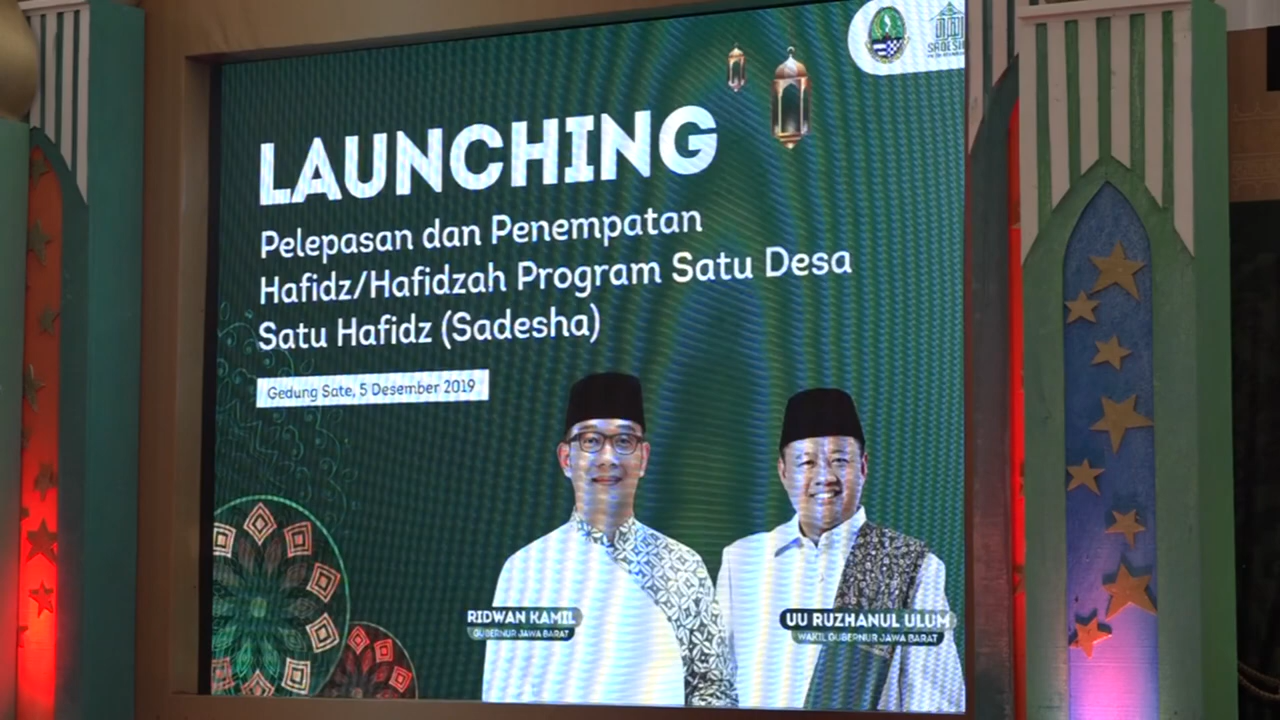 SADESHA
LAUNCHING
Pelepasan dan Penempatan
Hafidz/Hafidzah Program Satu Desa
Satu Hafidz (Sadesha)
Gedung Sate, 5 Desember 2019
RIDWAN KAMIL
GUBERNUR JAWA BARAT
UU RUZHANUL ULUM
WAKIL GUBERNUR JAWA BARAT